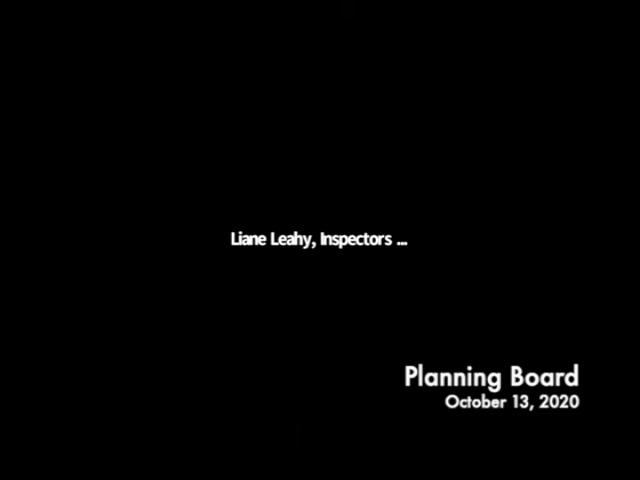 Liane Leahy, Inspectors ...
Planning Board
October 13, 2020